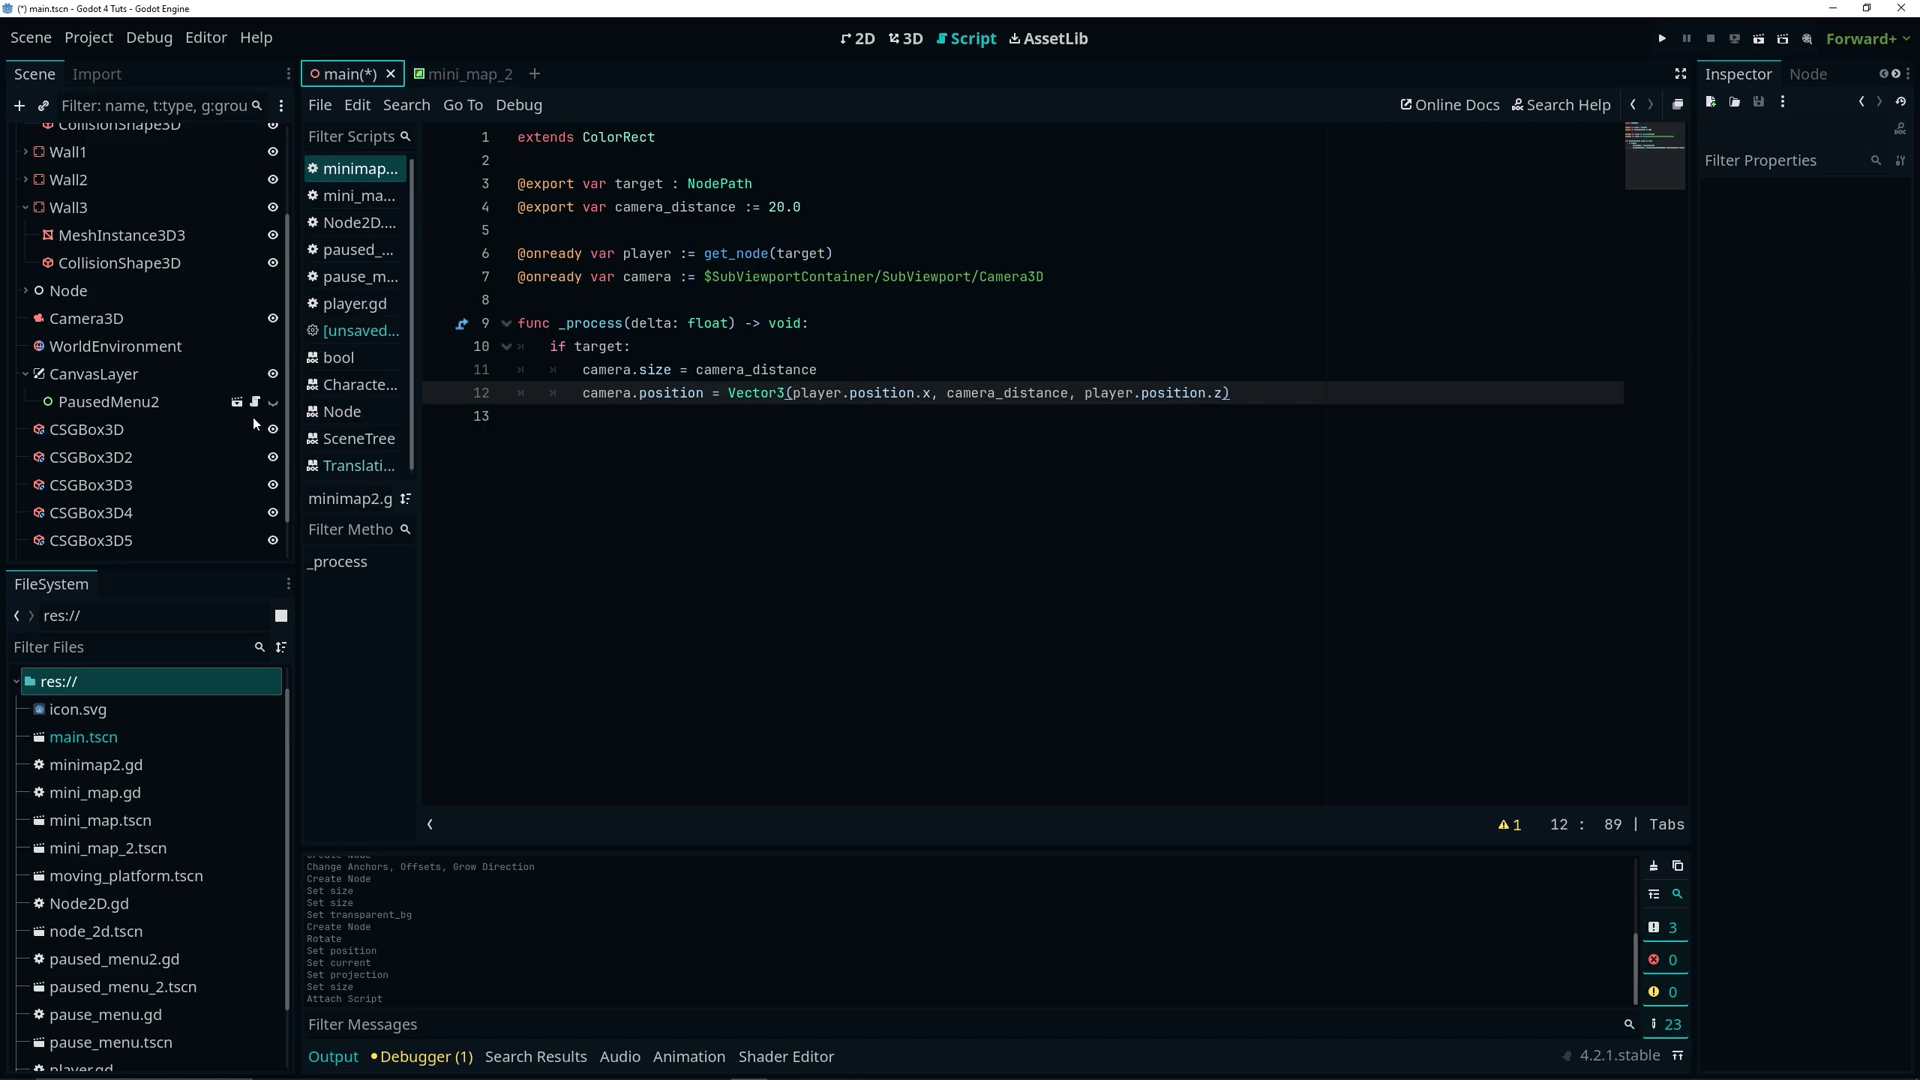 (*) main.tscn - Godot 4 Tuts - Godot Engine
Scene Project Debug Editor Help
2D 3D Script AssetLib
Forward+
Scene Import
main(*) mini_map_2
Inspector Node
Filter: name, t:type, g:grou
File Edit Search Go To Debug
Online Docs Search Help
CollisionShape3D
Wall1
Wall2
Wall3
MeshInstance3D3
CollisionShape3D
Node
Camera3D
WorldEnvironment
CanvasLayer
PausedMenu2
CSGBox3D
CSGBox3D2
CSGBox3D3
CSGBox3D4
CSGBox3D5
Filter Scripts
minimap...
mini_ma...
Node2D....
paused_...
pause_m...
player.gd
[unsaved...
bool
Characte...
Node
SceneTree
Translati...
minimap2.g
Filter Metho
_process
1 extends ColorRect
2
3 @export var target : NodePath
4 @export var camera_distance := 20.0
5
6 @onready var player := get_node(target)
7 @onready var camera := $SubViewportContainer/SubViewport/Camera3D
8
9 func _process(delta: float) -> void:
10 if target:
11 camera.size = camera_distance
12 camera.position = Vector3(player.position.x, camera_distance, player.position.z)
13
1 12 : 89 | Tabs
Filter Properties
FileSystem
res://
Filter Files
res://
icon.svg
main.tscn
minimap2.gd
mini_map.gd
mini_map.tscn
mini_map_2.tscn
moving_platform.tscn
Node2D.gd
node_2d.tscn
paused_menu2.gd
paused_menu_2.tscn
pause_menu.gd
pause_menu.tscn
player.gd
Create Node
Change Anchors, Offsets, Grow Direction
Create Node
Set size
Set size
Set transparent_bg
Create Node
Rotate
Set position
Set current
Set projection
Set size
Attach Script
3
0
0
23
Filter Messages
Output Debugger (1) Search Results Audio Animation Shader Editor
4.2.1.stable